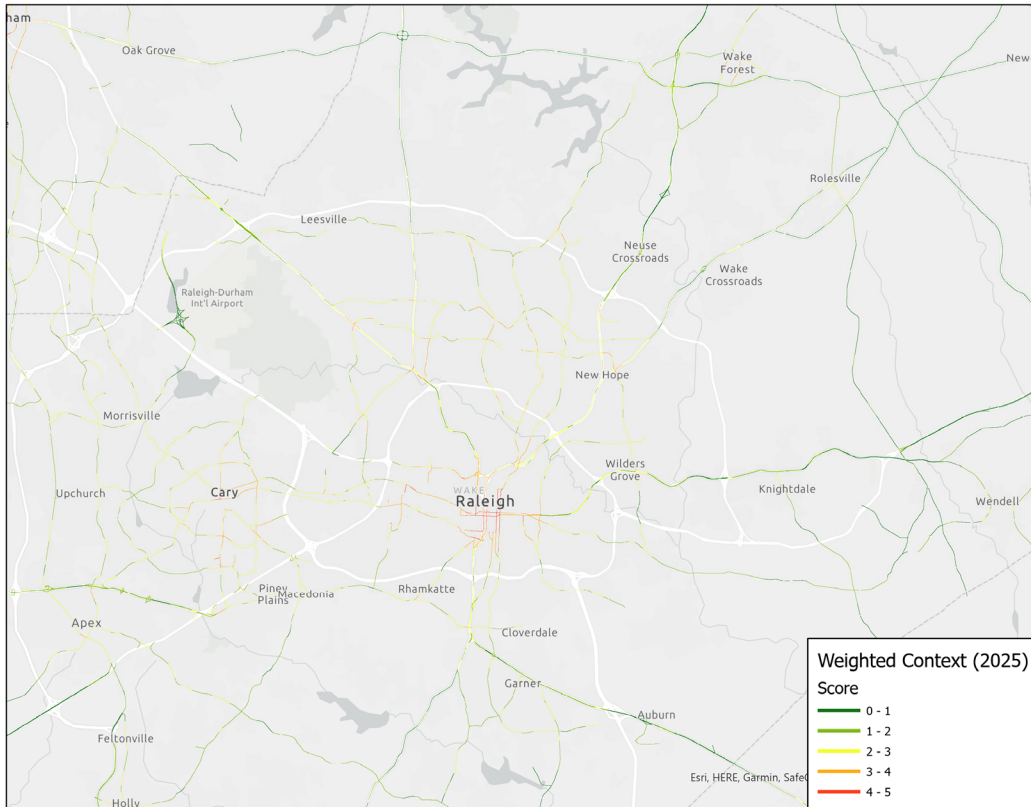 ham
Oak Grove
Wake
Forest
New
Rolesville
Leesville
Neuse
Crossroads
Wake
Crossroads
Raleigh-Durham
Int'l Airport
New Hope
Morrisville
Wilders
Grove
Cary
Upchurch
WAKE
Raleigh
Knightdale
Wendell
Piney
Plains
Macedonia
Rhamkatte
Apex
Cloverdale
Garner
Auburn
Feltonville
Holly
Esri, HERE, Garmin, SafeG
Weighted Context (2025)
Score
0 - 1
1 - 2
2 - 3
3 - 4
4 - 5